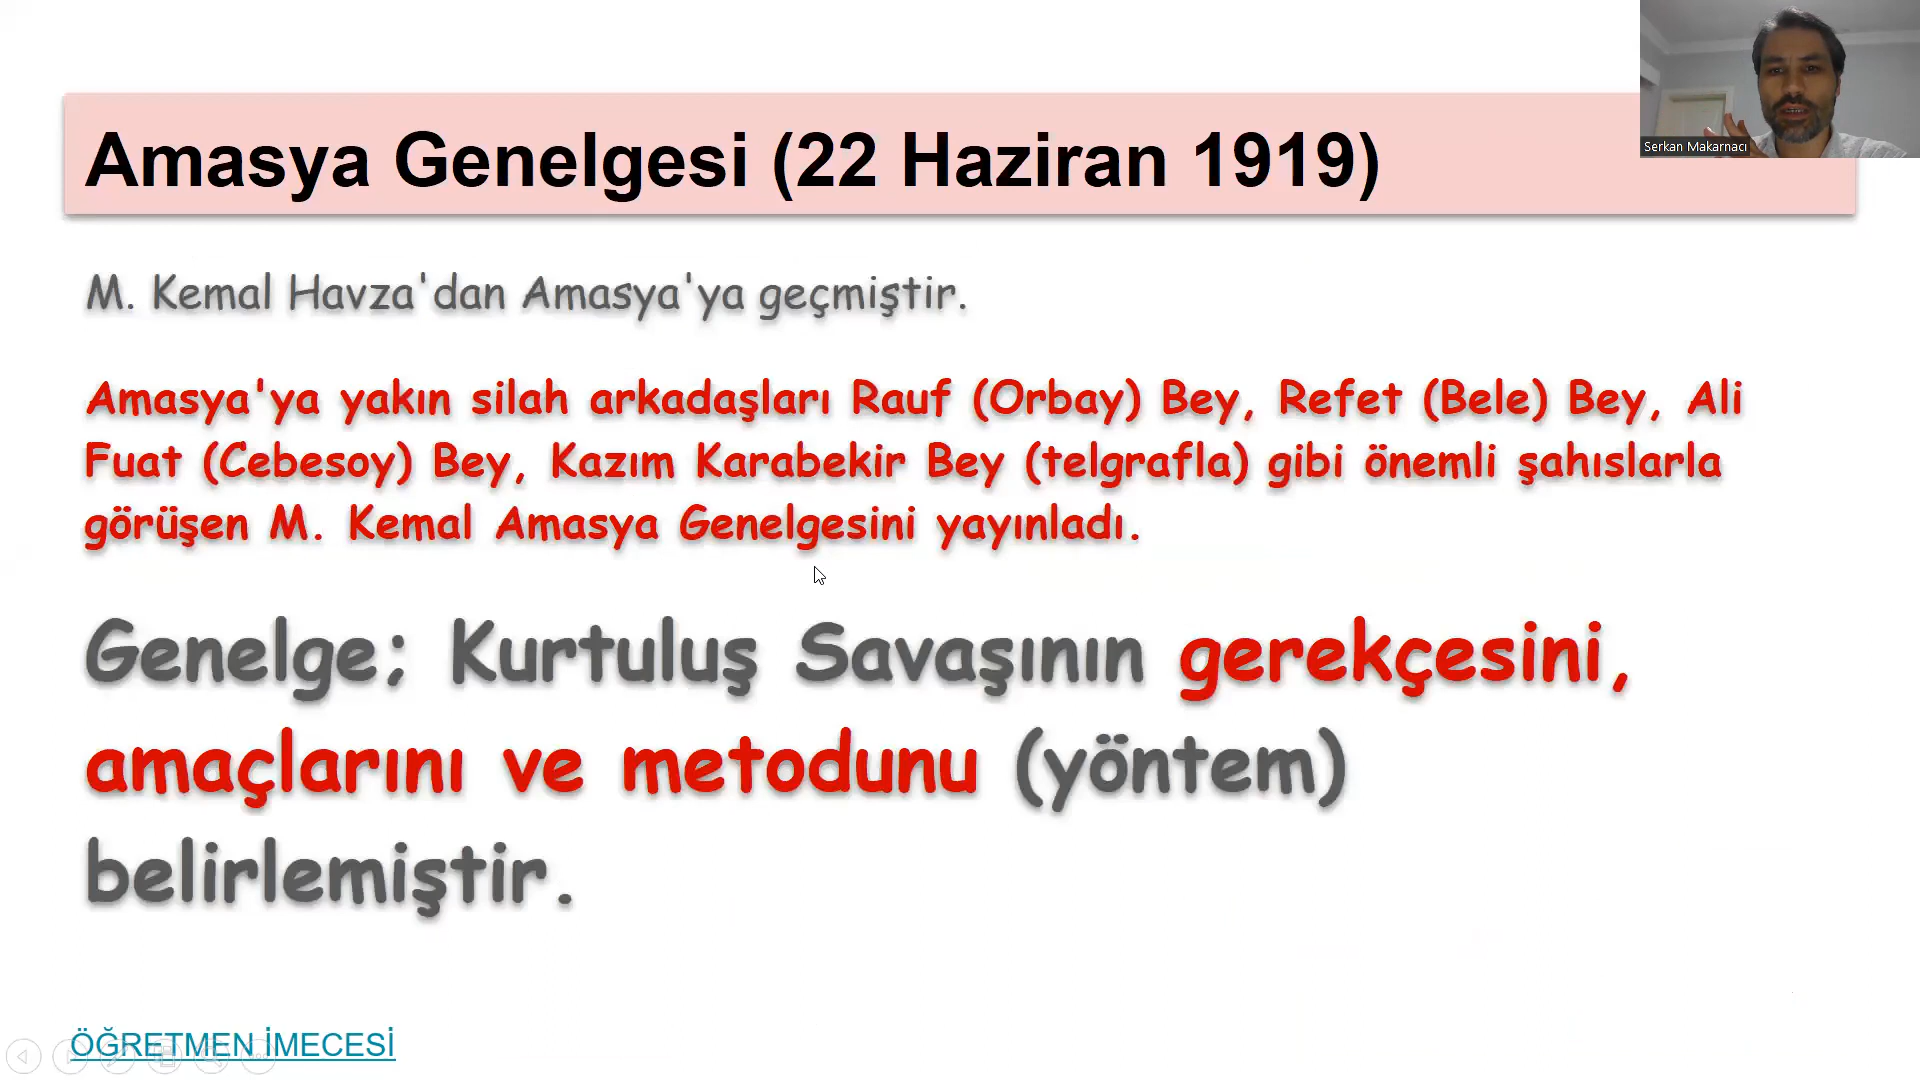 Amasya Genelgesi (22 Haziran 1919)
Serkan Makarnacı
M. Kemal Havza'dan Amasya'ya geçmiştir.
Amasya'ya yakın silah arkadaşları Rauf (Orbay) Bey, Refet (Bele) Bey, Ali
Fuat (Cebesoy) Bey, Kazım Karabekir Bey (telgrafla) gibi önemli şahıslarla
görüşen M. Kemal Amasya Genelgesini yayınladı.
Genelge; Kurtuluş Savaşının gerekçesini,
amaçlarını ve metodunu (yöntem)
belirlemiştir.
ÖĞRETMEN İMECESİ